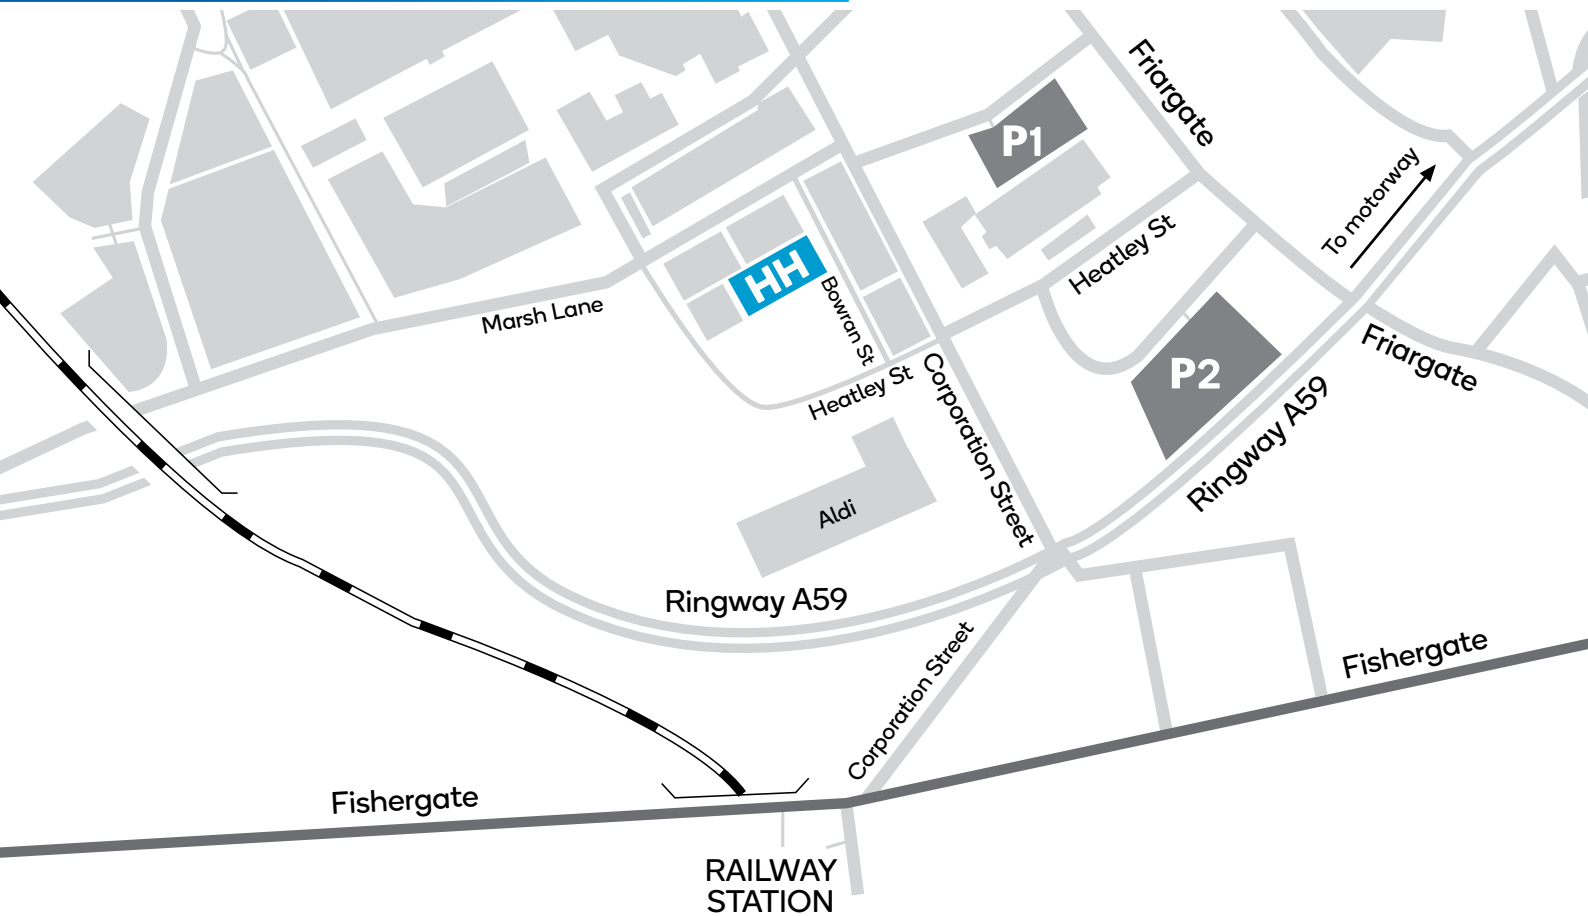 Friargate
P1
To motorway
Heatley St
HH
Bowran St
Marsh Lane
Friargate
P2
Heatley St
Corporation Street
Ringway A59
Aldi
Ringway A59
Corporation Street
Fishergate
Fishergate
RAILWAY
STATION